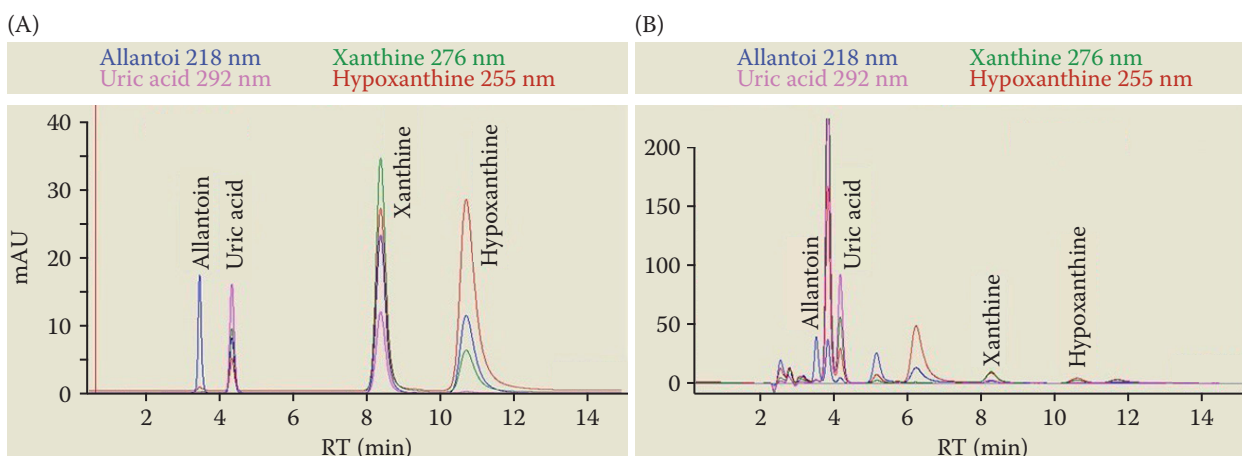 (A)
Allantoi 218 nm Xanthine 276 nm
Uric acid 292 nm Hypoxanthine 255 nm
40
30
20
10
0
mAU
Allantoin
Uric acid
Xanthine
Hypoxanthine
2 4 6 8 10 12 14
RT (min)
(B)
Allantoi 218 nm Xanthine 276 nm
Uric acid 292 nm Hypoxanthine 255 nm
200
150
100
50
0
Allantoin
Uric acid
Xanthine
Hypoxanthine
2 4 6 8 10 12 14
RT (min)